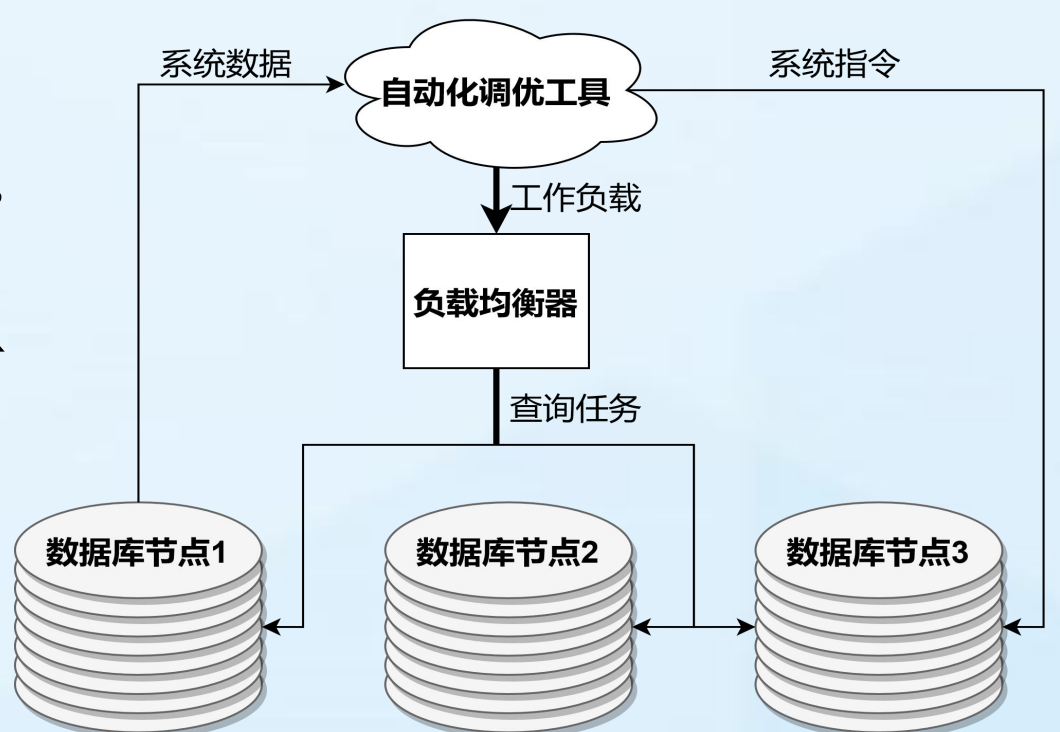 系统数据
系统指令
自动化调优工具
工作负载
负载均衡器
查询任务
数据库节点1
数据库节点2
数据库节点3